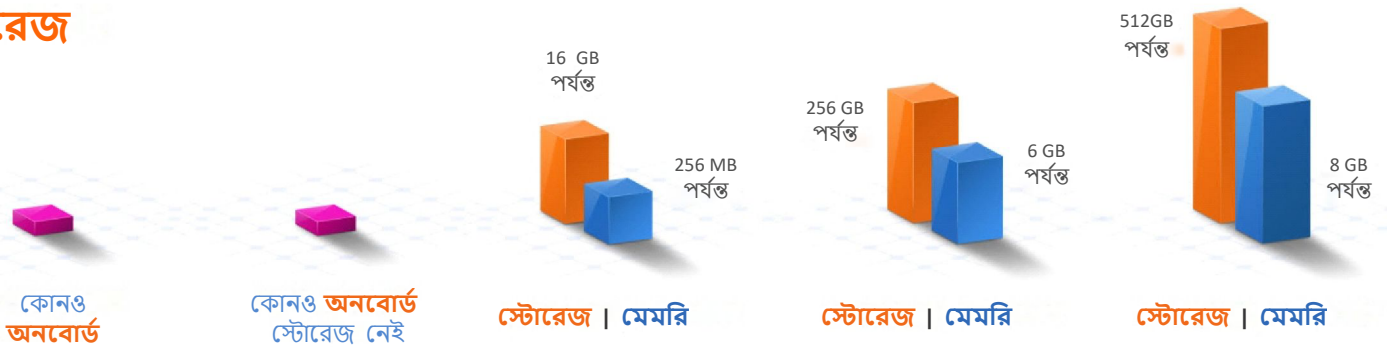 রেজ
কোনও
অনবোর্ড
কোনও অনবোর্ড
স্টোরেজ নেই
16 GB
পর্যন্ত
256 MB
পর্যন্ত
স্টোরেজ | মেমরি
256 GB
পর্যন্ত
6 GB
পর্যন্ত
স্টোরেজ | মেমরি
512GB
পর্যন্ত
8 GB
পর্যন্ত
স্টোরেজ | মেমরি